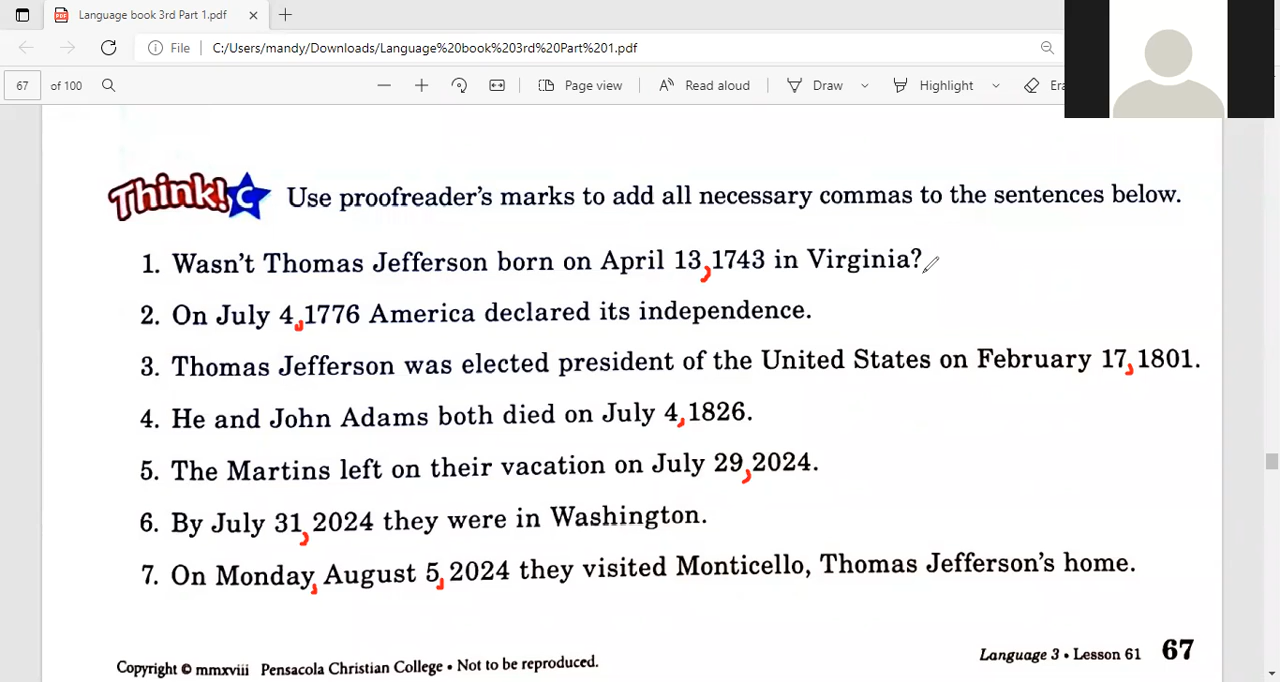 Language book 3rd Part 1.pdf
File C:/Users/mandy/Downloads/Language%20book%203rd%20Part%201.pdf
67 of 100 Page view Read aloud Draw Highlight Era
Think! C Use proofreader's marks to add all necessary commas to the sentences below.
1. Wasn't Thomas Jefferson born on April 13,1743 in Virginia?
2. On July 4,1776 America declared its independence.
3. Thomas Jefferson was elected president of the United States on February 17,1801.
4. He and John Adams both died on July 4,1826.
5. The Martins left on their vacation on July 29,2024.
6. By July 31,2024 they were in Washington.
7. On Monday, August 5,2024 they visited Monticello, Thomas Jefferson's home.
Copyright © mmxviii Pensacola Christian College • Not to be reproduced.
Language 3 • Lesson 61 67